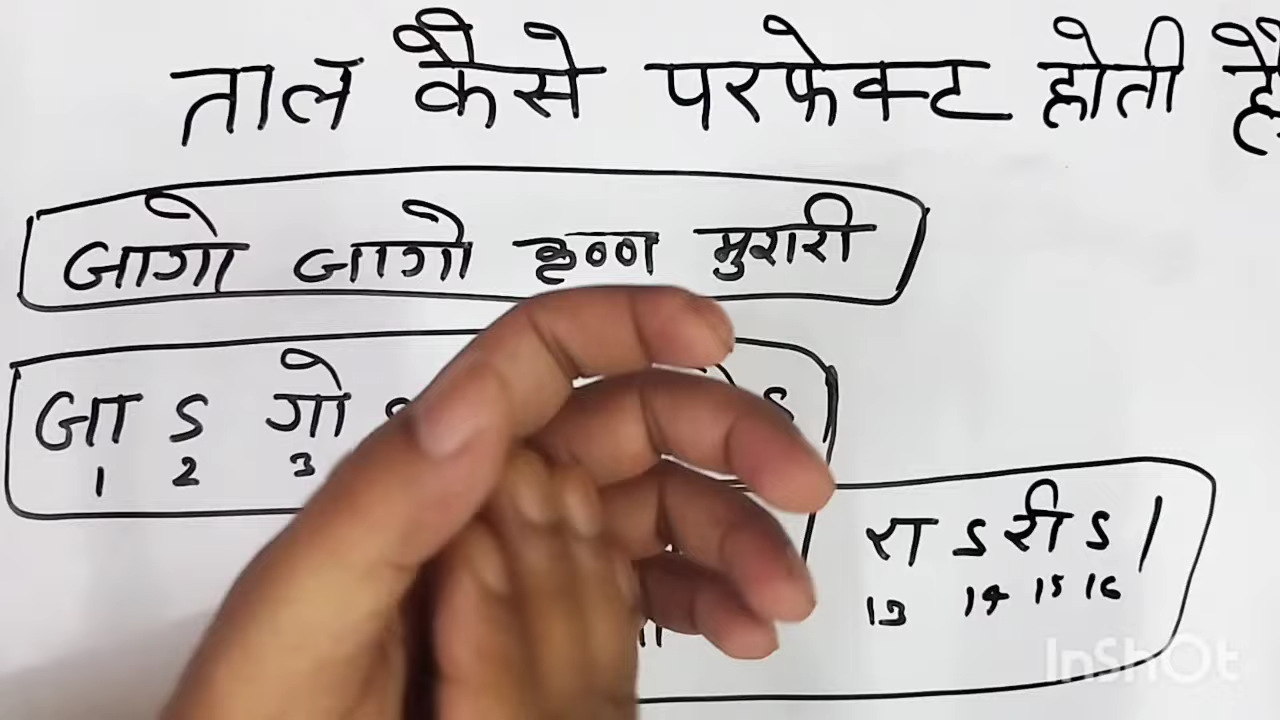 ताल कैसे परफेक्ट होती है
जागो जागो कृष्ण मुरारी
जा ऽ गो ऽ
1 2 3
रा ऽ री ऽ |
13 14 15 16
InShOt